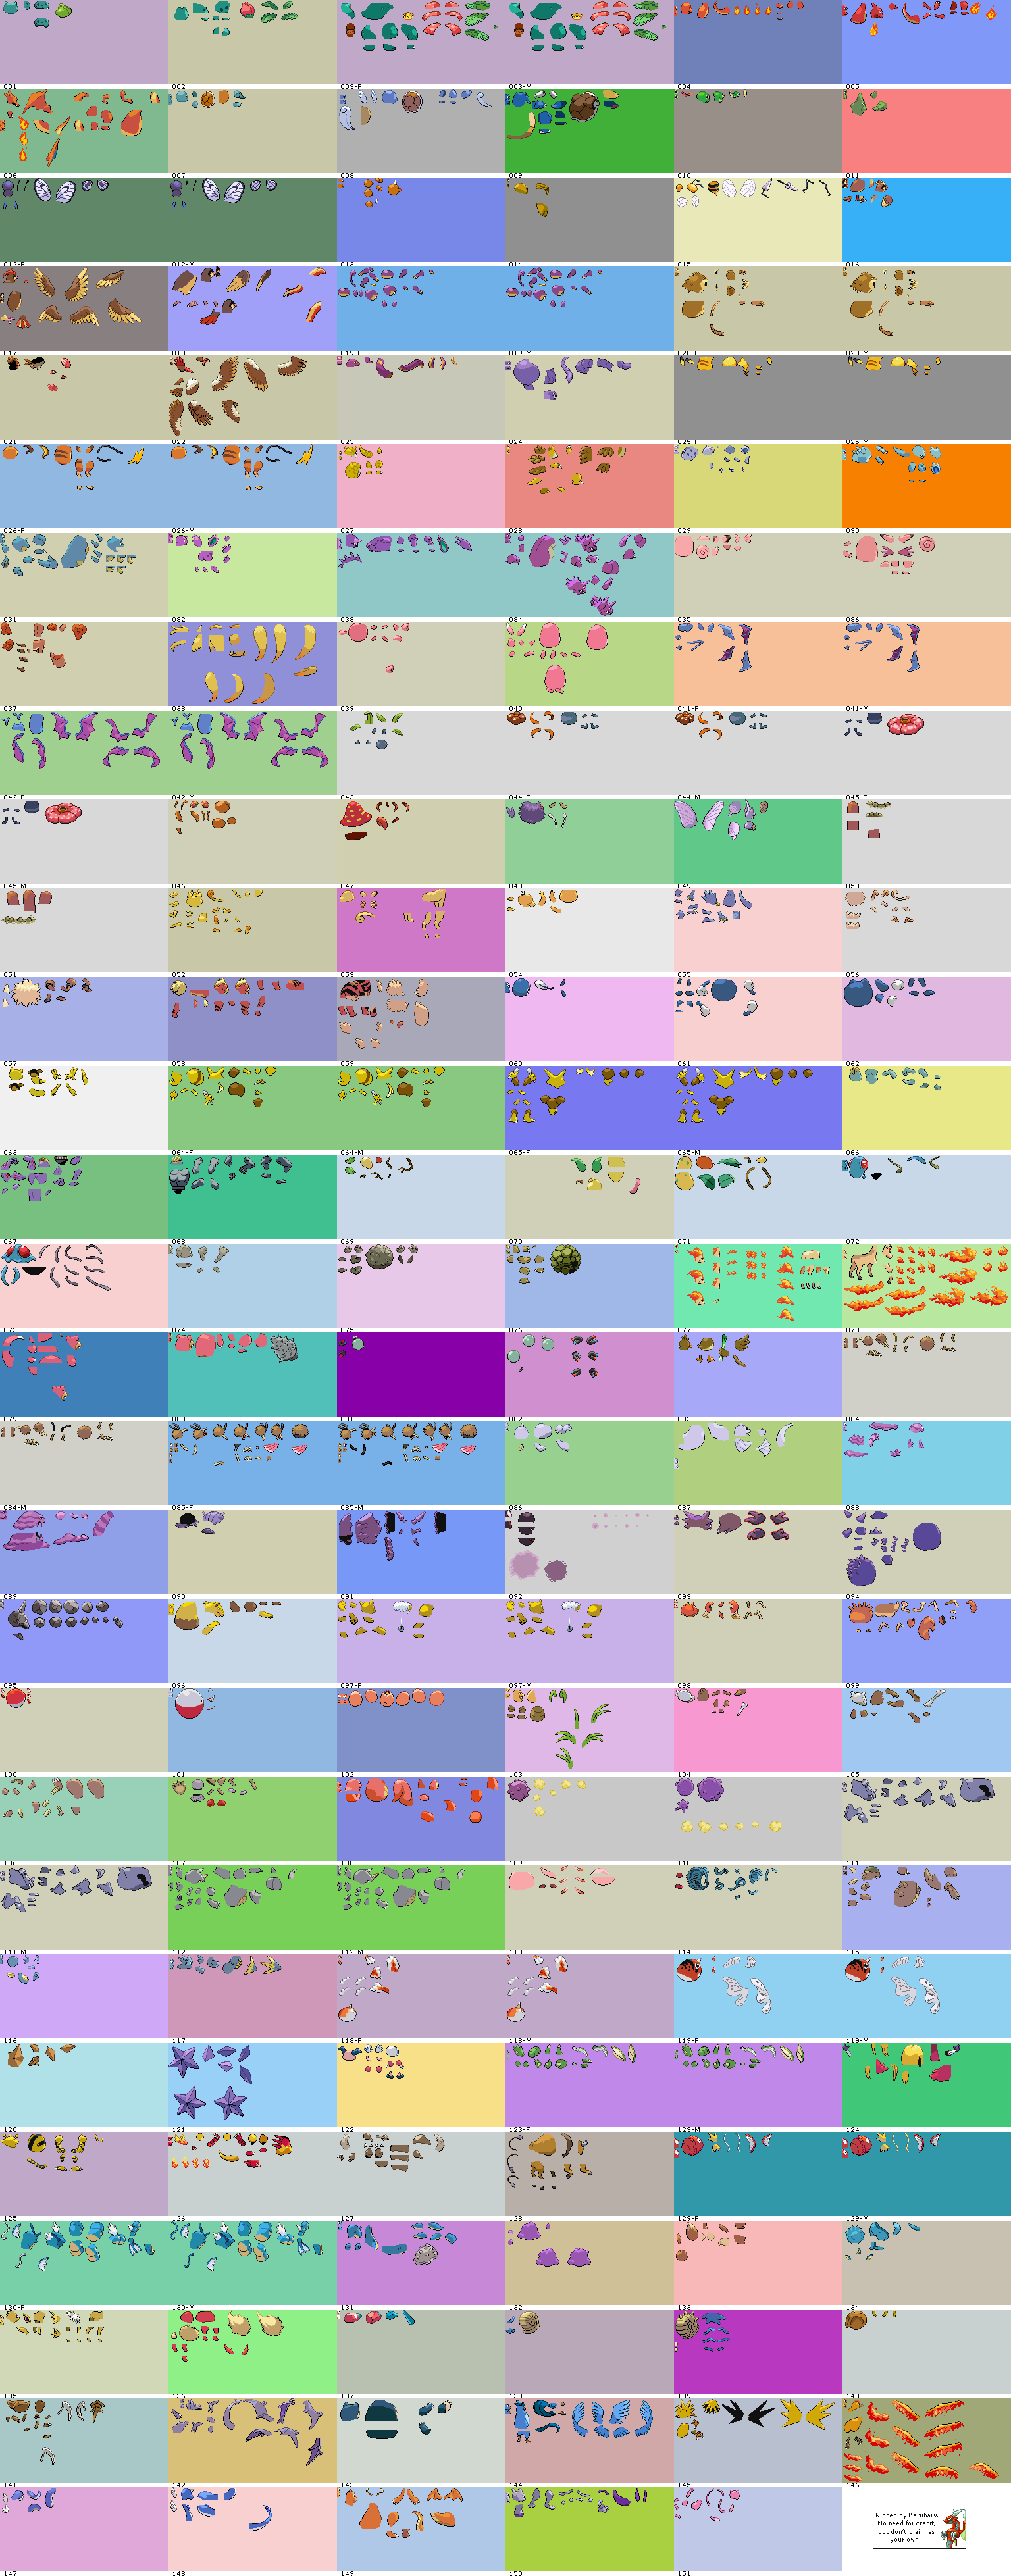 001 002 003-F 003-M 004 005
006 007 008 009 010 011
012-F 012-M 013 014 015 016
017 018 019-F 019-M 020-F 020-M
021 022 023 024 025-F 025-M
026-F 026-M 027 028 029 030
031 032 033 034 035 036
037 038 039 040 041-F 041-M
042-F 042-M 043 044-F 044-M 045-F
045-M 046 047 048 049 050
051 052 053 054 055 056
057 058 059 060 061 062
063 064-F 064-M 065-F 065-M 066
067 068 069 070 071 072
073 074 075 076 077 078
079 080 081 082 083 084-F
084-M 085-F 085-M 086 087 088
089 090 091 092 093 094
095 096 097-F 097-M 098 099
100 101 102 103 104 105
106 107 108 109 110 111-F
111-M 112-F 112-M 113 114 115
116 117 118-F 118-M 119-F 119-M
120 121 122 123-F 123-M 124
125 126 127 128 129-F 129-M
130-F 130-M 131 132 133 134
135 136 137 138 139 140
141 142 143 144 145 146
Ripped by Barubary.
No need for credit,
but don't claim as
your own.
147 148 149 150 151